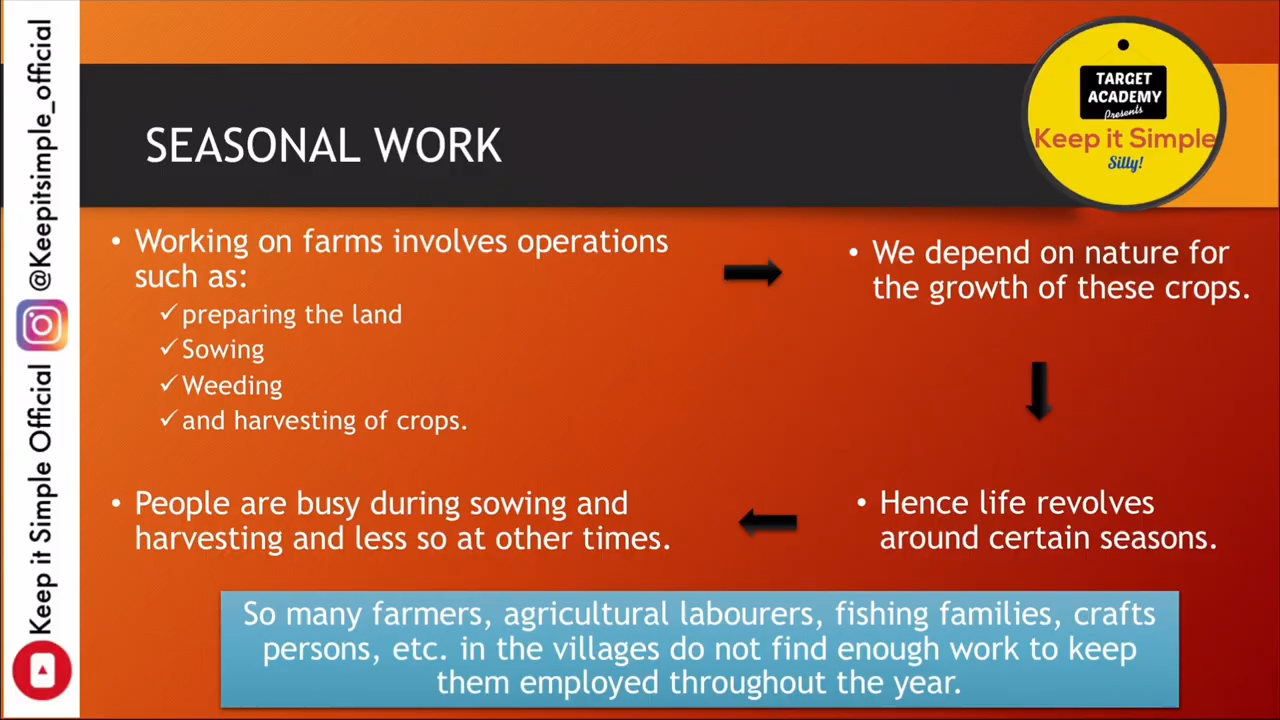 @Keepitsimple_official
Keep it Simple Official
TARGET
ACADEMY
Presents
Keep it Simple
Silly!
SEASONAL WORK
• Working on farms involves operations
such as:
✓ preparing the land
✓ Sowing
✓ Weeding
✓ and harvesting of crops.
• We depend on nature for
the growth of these crops.
• Hence life revolves
around certain seasons.
• People are busy during sowing and
harvesting and less so at other times.
So many farmers, agricultural labourers, fishing families, crafts
persons, etc. in the villages do not find enough work to keep
them employed throughout the year.